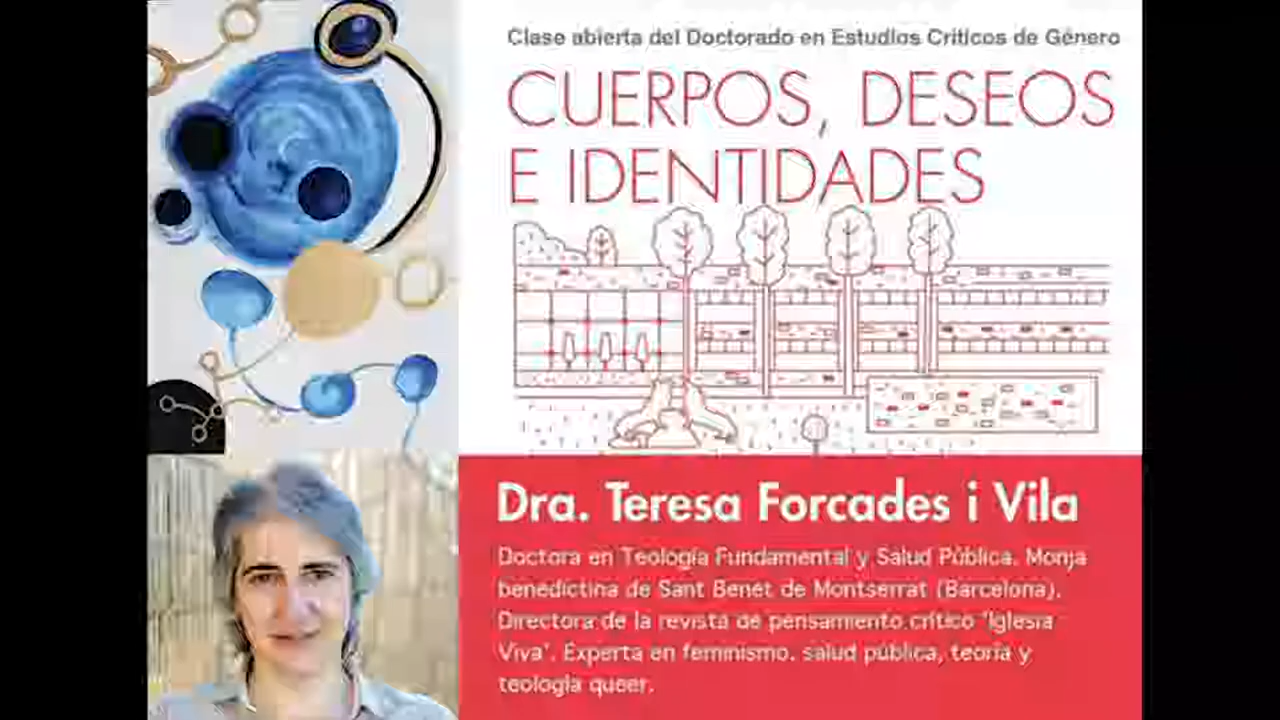 Clase abierta del Doctorado en Estudios Críticos de Género
CUERPOS, DESEOS
E IDENTIDADES
Dra. Teresa Forcades i Vila
Doctora en Teología Fundamental y Salud Pública. Monja
benedictina de Sant Benet de Montserrat (Barcelona).
Directora de la revista de pensamiento crítico "Iglesia
Viva". Experta en feminismo, salud pública, teoría y
teología queer.